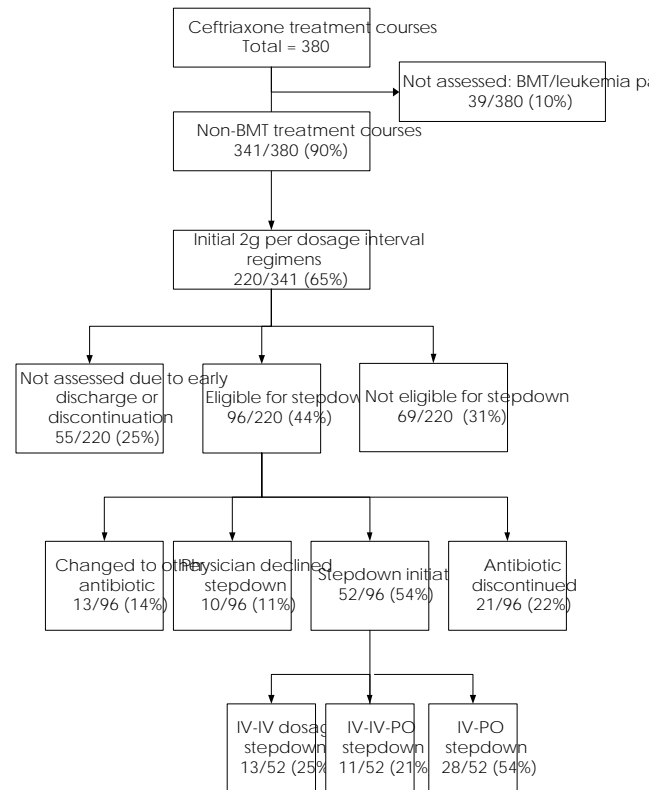 Ceftriaxone treatment courses
Total = 380
Not assessed: BMT/leukemia
39/380 (10%)
Non-BMT treatment courses
341/380 (90%)
Initial 2g per dosage interval
regimens
220/341 (65%)
Not assessed due to early
discharge or
discontinuation
55/220 (25%)
Eligible for stepdown
96/220 (44%)
Not eligible for stepdown
69/220 (31%)
Changed to other
antibiotic
13/96 (14%)
Physician declined
stepdown
10/96 (11%)
Stepdown
52/96 (54%)
Antibiotic
discontinued
21/96 (22%)
IV-IV
stepdown
13/52 (25%
IV-IV-PO
stepdown
11/52 (21%)
IV-PO
stepdown
28/52 (54%)